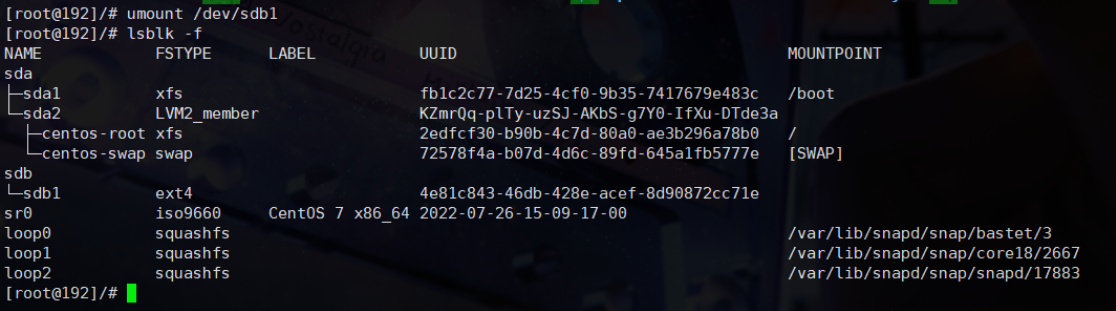 [root@192]/# umount /dev/sdb1
[root@192]/# lsblk -f
NAME            FSTYPE      LABEL           UUID                                   MOUNTPOINT
sda
├─sda1          xfs                         fb1c2c77-7d25-4cf0-9b35-7417679e483c   /boot
└─sda2          LVM2_member                 KZmrQq-plTy-uzSJ-AKbS-g7Y0-IfXu-DTde3a
  ├─centos-root xfs                         2edfcf30-b90b-4c7d-80a0-ae3b296a78b0   /
  └─centos-swap swap                        72578f4a-b07d-4d6c-89fd-645a1fb5777e   [SWAP]
sdb
└─sdb1          ext4                        4e81c843-46db-428e-acef-8d90872cc71e
sr0             iso9660     CentOS 7 x86_64 2022-07-26-15-09-17-00
loop0           squashfs                                                           /var/lib/snapd/snap/bastet/3
loop1           squashfs                                                           /var/lib/snapd/snap/core18/2667
loop2           squashfs                                                           /var/lib/snapd/snap/snapd/17883
[root@192]/#